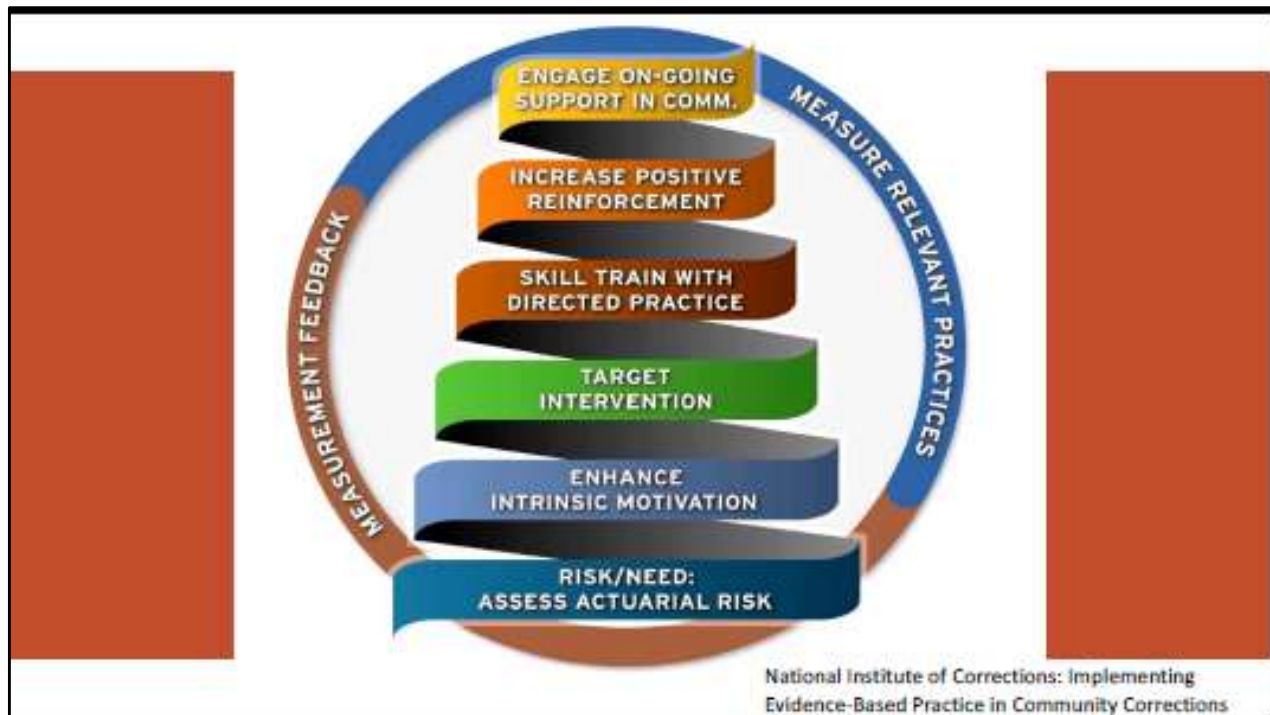 ENGAGE ON-GOING
SUPPORT IN COMM.
INCREASE POSITIVE
REINFORCEMENT
SKILL TRAIN WITH
DIRECTED PRACTICE
TARGET
INTERVENTION
ENHANCE
INTRINSIC MOTIVATION
RISK/NEED:
ASSESS ACTUARIAL RISK
MEASURE RELEVANT PRACTICES
MEASUREMENT FEEDBACK
National Institute of Corrections: Implementing
Evidence-Based Practice in Community Corrections